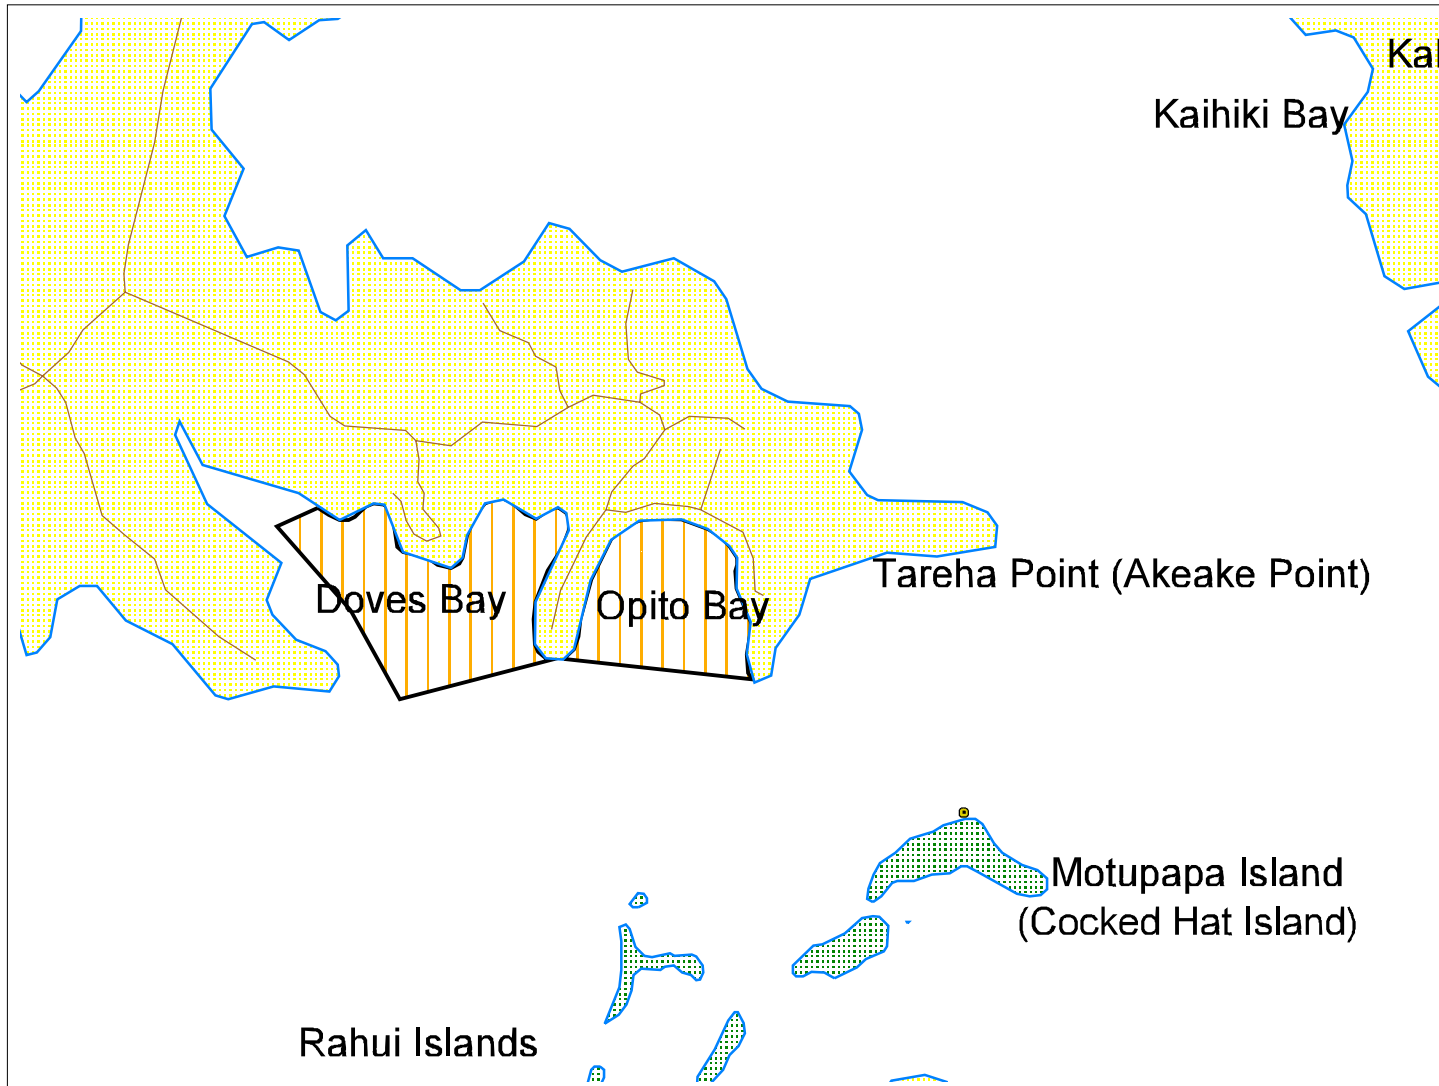 Kaihiki Bay
Tareha Point (Akeake Point)
Doves Bay
Opito Bay
Motupapa Island
(Cocked Hat Island)
Rahui Islands